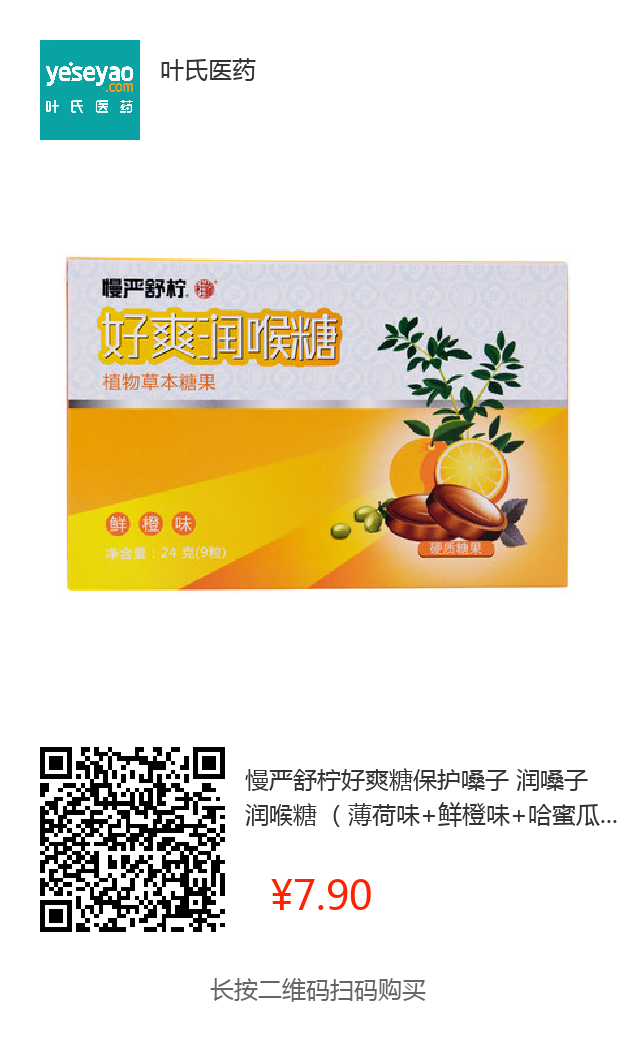 yeseyao
.com
叶氏医药
叶氏医药
慢严舒柠
好爽润喉糖
植物草本糖果
鲜橙味
净含量：24 克(9粒)
硬质糖果
慢严舒柠好爽糖保护嗓子 润嗓子
润喉糖 （薄荷味+鲜橙味+哈蜜瓜...
¥7.90
长按二维码扫码购买